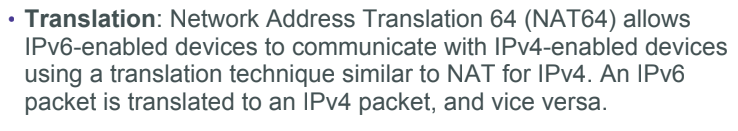 • Translation: Network Address Translation 64 (NAT64) allows
IPv6-enabled devices to communicate with IPv4-enabled devices
using a translation technique similar to NAT for IPv4. An IPv6
packet is translated to an IPv4 packet, and vice versa.